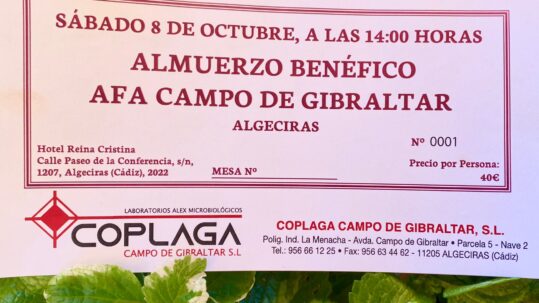 SÁBADO 8 DE OCTUBRE, A LAS 14:00 HORAS
ALMUERZO BENÉFICO
AFA CAMPO DE GIBRALTAR
ALGECIRAS
Nº 0001
Hotel Reina Cristina
Calle Paseo de la Conferencia, s/n,
1207, Algeciras (Cádiz), 2022
MESA Nº
Precio por Persona:
40€
LABORATORIOS ALEX MICROBIOLÓGICOS
COPLAGA
CAMPO DE GIBRALTAR S.L
COPLAGA CAMPO DE GIBRALTAR, S.L.
Polig. Ind. La Menacha - Avda. Campo de Gibraltar • Parcela 5 - Nave 2
Tel.: 956 66 12 25 • Fax: 956 63 44 62 - 11205 ALGECIRAS (Cádiz)